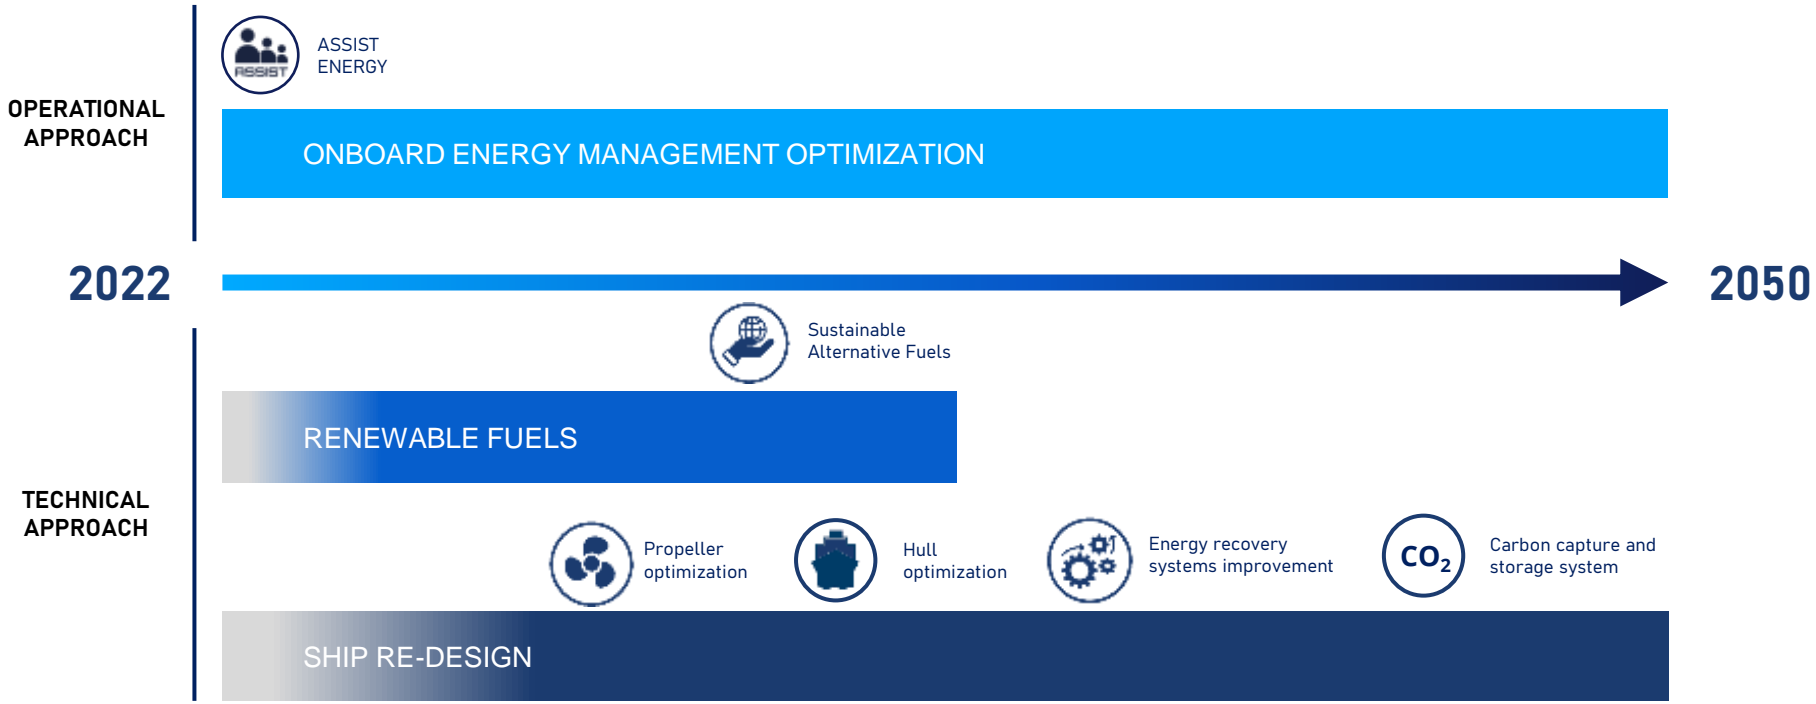 ASSIST
ASSIST
ENERGY
OPERATIONAL
APPROACH
ONBOARD ENERGY MANAGEMENT OPTIMIZATION
2022
2050
Sustainable
Alternative Fuels
RENEWABLE FUELS
TECHNICAL
APPROACH
Propeller
optimization
Hull
optimization
Energy recovery
systems improvement
CO₂
Carbon capture and
storage system
SHIP RE-DESIGN